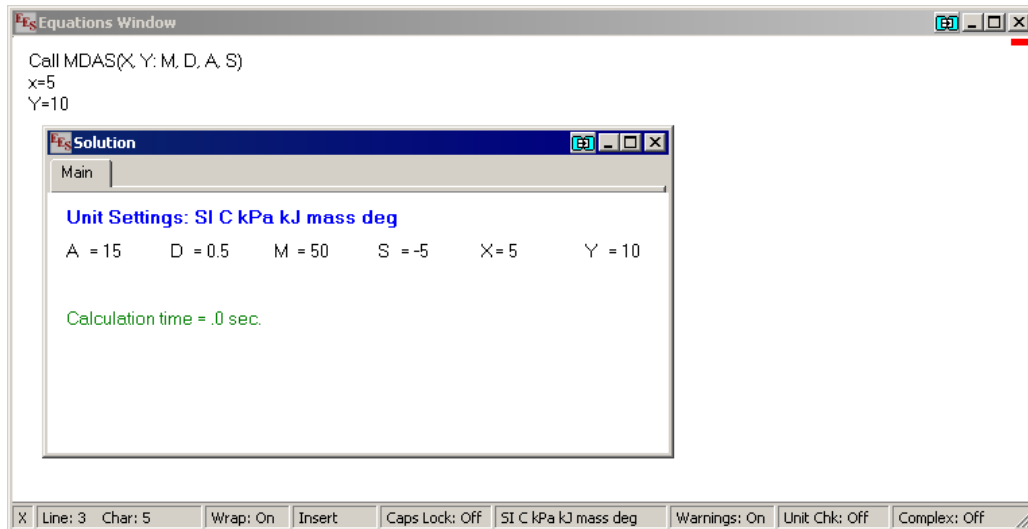 EES Equations Window
Call MDAS(X, Y: M, D, A, S)
x=5
Y=10
EES Solution
Main
Unit Settings: SI C kPa kJ mass deg
A = 15 D = 0.5 M = 50 S = -5 X = 5 Y = 10
Calculation time = .0 sec.
X Line: 3 Char: 5 Wrap: On Insert Caps Lock: Off SI C kPa kJ mass deg Warnings: On Unit Chk: Off Complex: Off